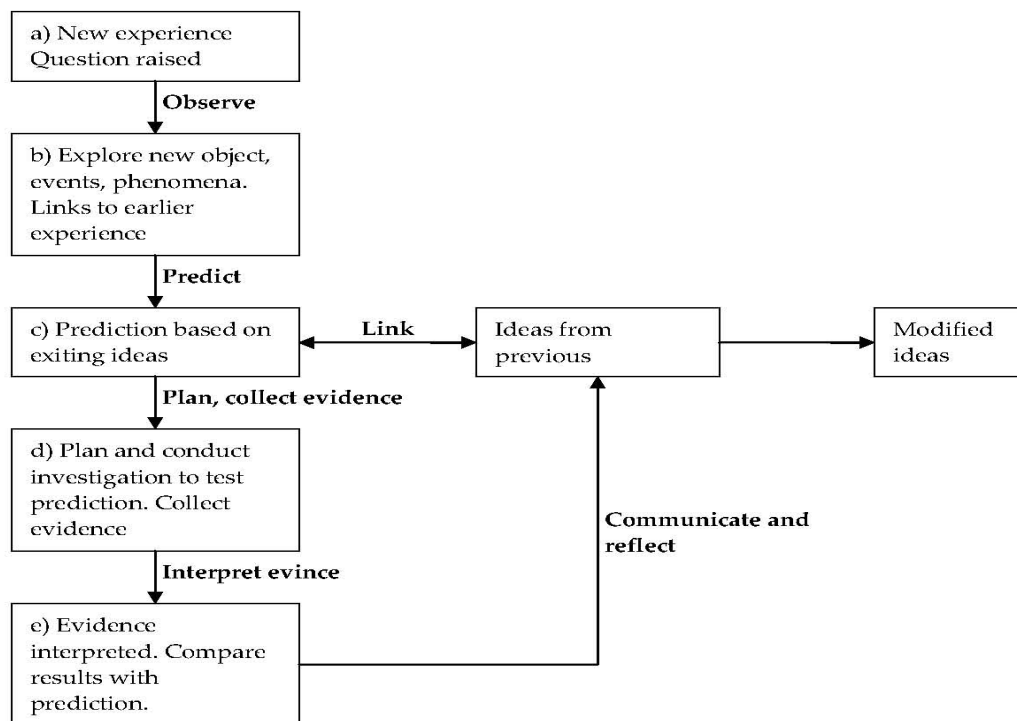 a) New experience
Question raised
Observe
b) Explore new object,
events, phenomena.
Links to earlier
experience
Predict
c) Prediction based on
exiting ideas
Link
Ideas from
previous
Modified
ideas
Plan, collect evidence
d) Plan and conduct
investigation to test
prediction. Collect
evidence
Communicate and
reflect
Interpret evince
e) Evidence
interpreted. Compare
results with
prediction.